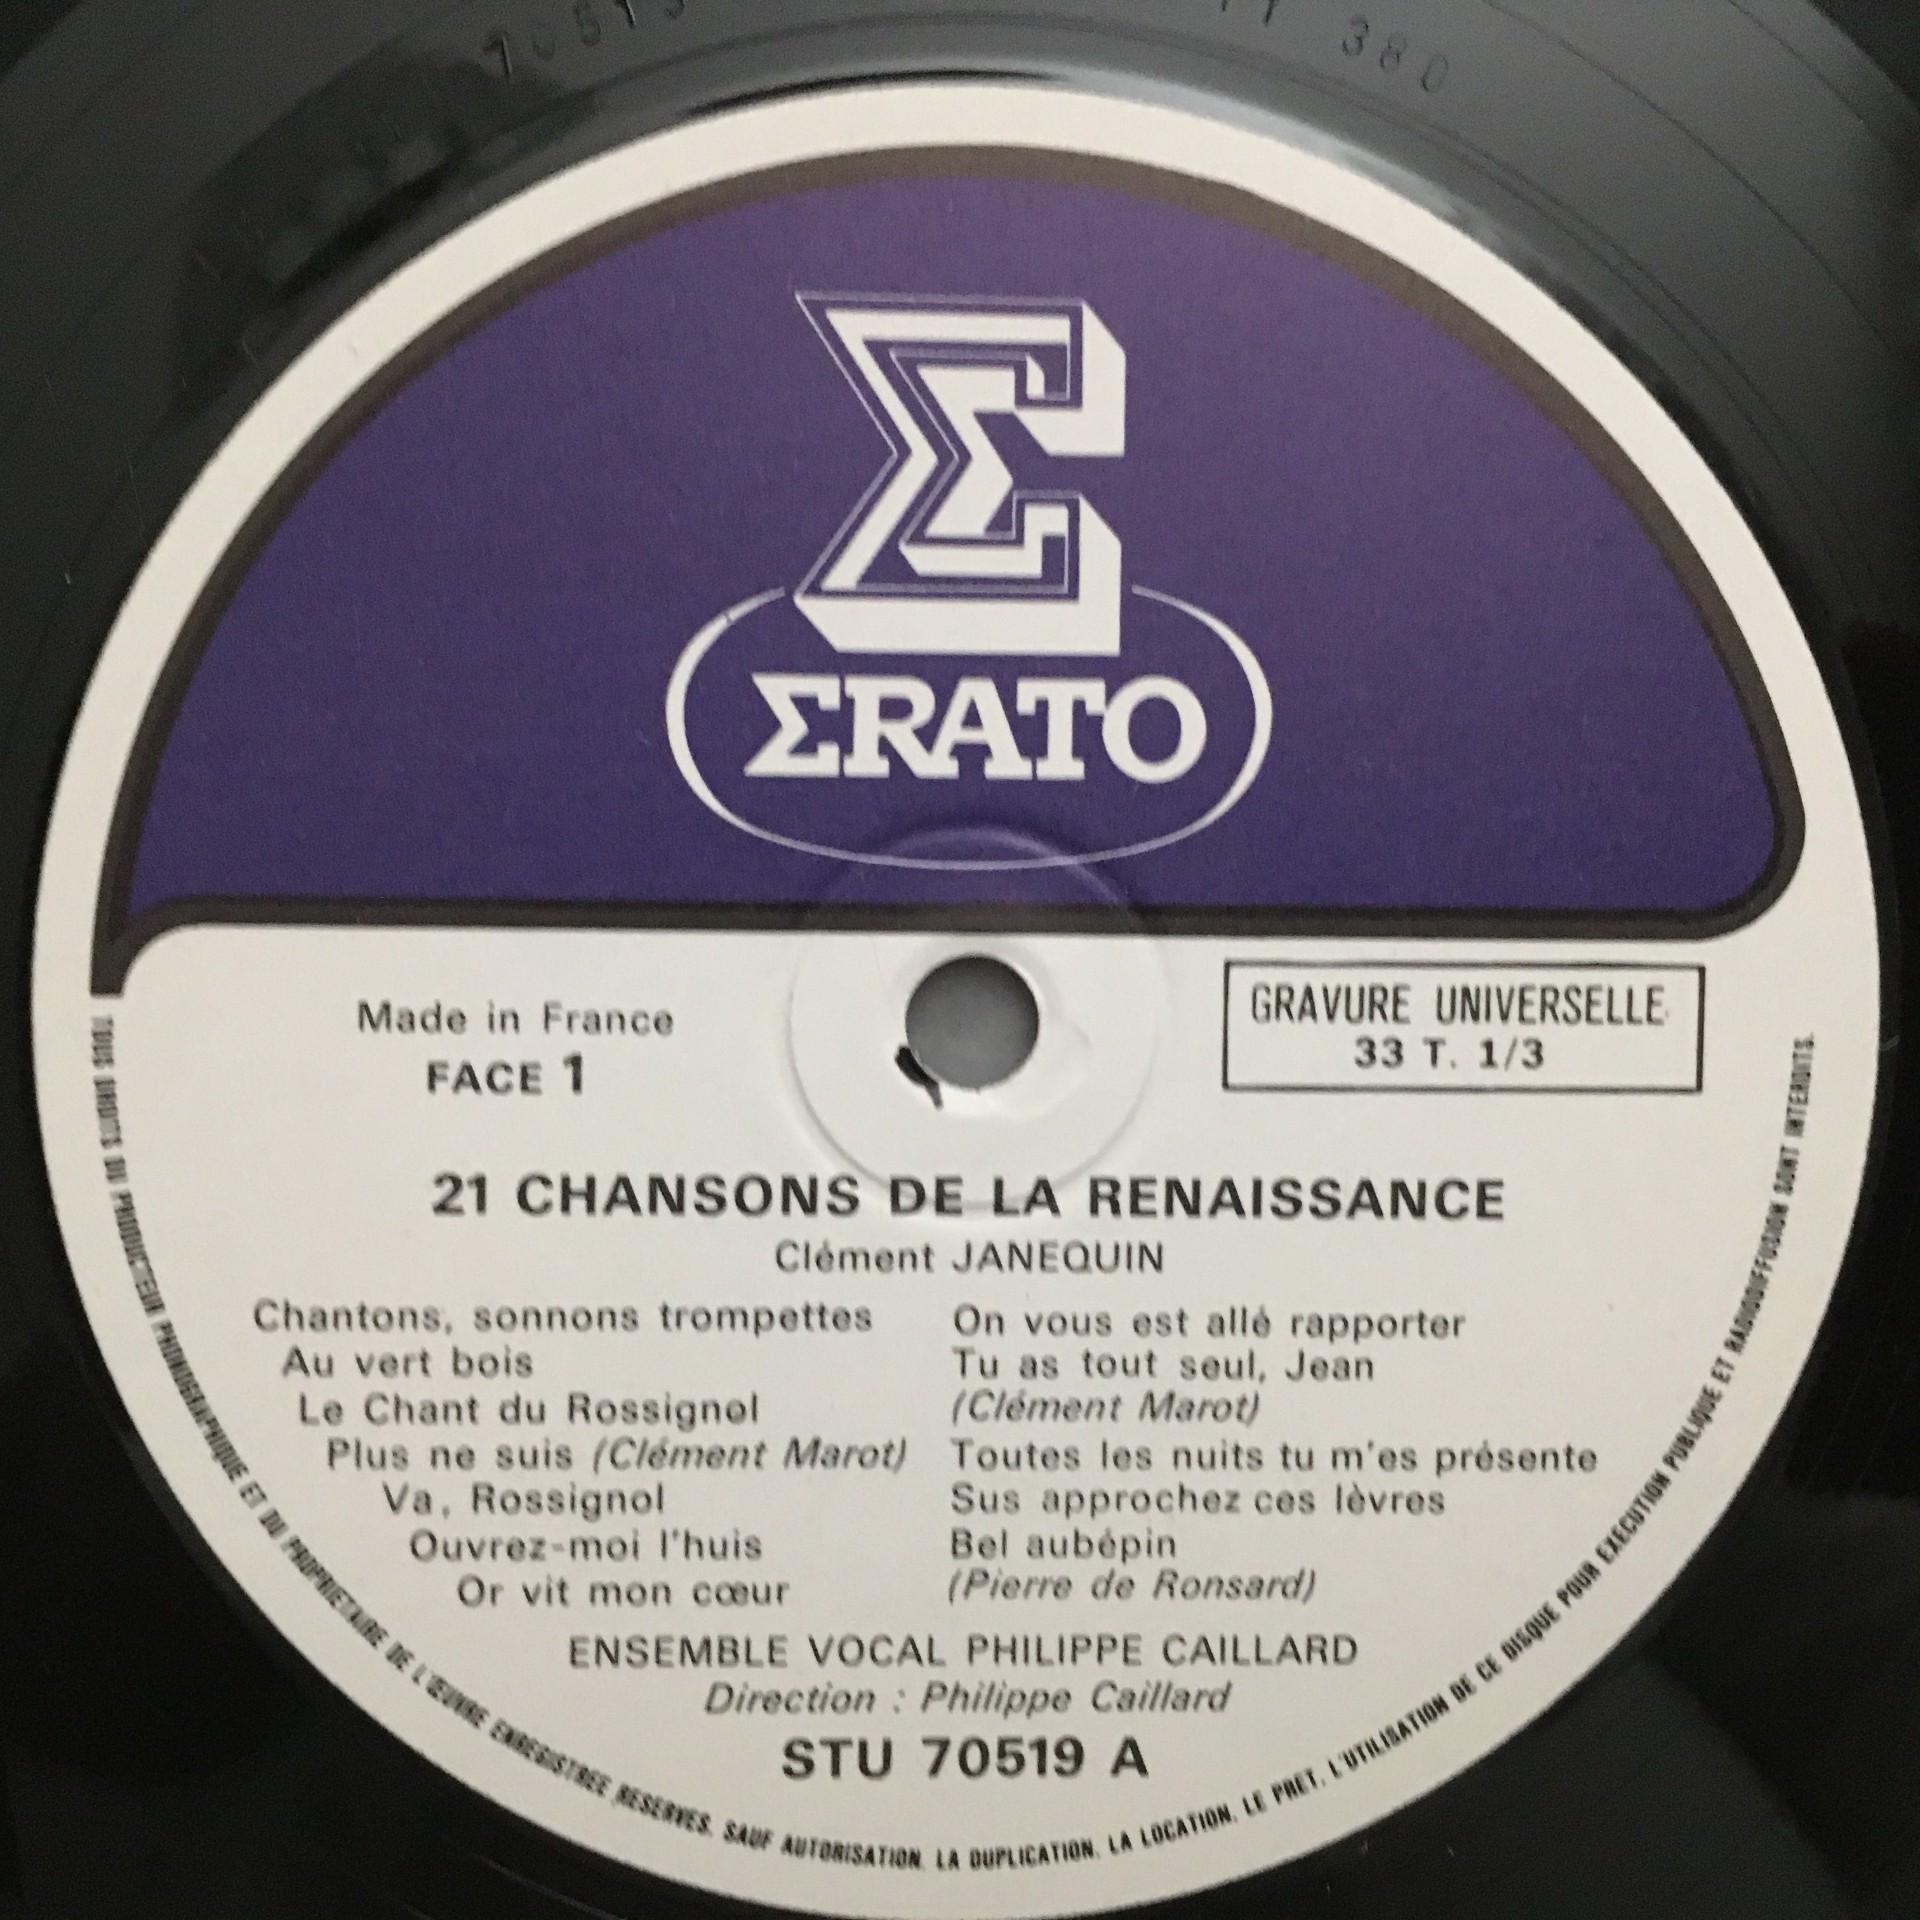 380
Σ
ΣRATO
Made in France
FACE 1
GRAVURE UNIVERSELLE
33 T. 1/3
21 CHANSONS DE LA RENAISSANCE
Clément JANEQUIN
Chantons, sonnons trompettes
Au vert bois
Le Chant du Rossignol
Plus ne suis (Clément Marot)
Va, Rossignol
Ouvrez-moi l'huis
Or vit mon cœur
On vous est allé rapporter
Tu as tout seul, Jean
(Clément Marot)
Toutes les nuits tu m'es présente
Sus approchez ces lèvres
Bel aubépin
(Pierre de Ronsard)
ENSEMBLE VOCAL PHILIPPE CAILLARD
Direction : Philippe Caillard
STU 70519 A
TOUS DROITS DU PRODUCTEUR PHONOGRAPHIQUE ET DU PROPRIETAIRE DE L'ŒUVRE ENREGISTREE RESERVES. SAUF AUTORISATION, LA DUPLICATION, LA LOCATION, LE PRET, L'UTILISATION DE CE DISQUE POUR EXECUTION PUBLIQUE ET RADIODIFFUSION SONT INTERDITS.